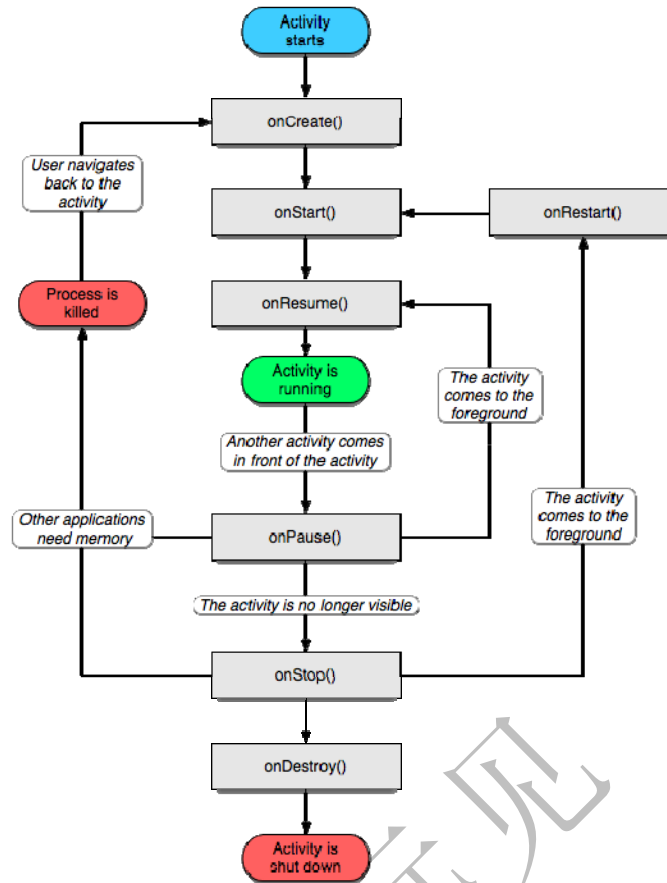 Activity
starts
onCreate()
User navigates
back to the
activity
onStart()
onRestart()
Process is
killed
onResume()
Activity is
running
The activity
comes to the
foreground
Another activity comes
in front of the activity
Other applications
need memory
onPause()
The activity
comes to the
foreground
The activity is no longer visible
onStop()
onDestroy()
Activity is
shut down
见